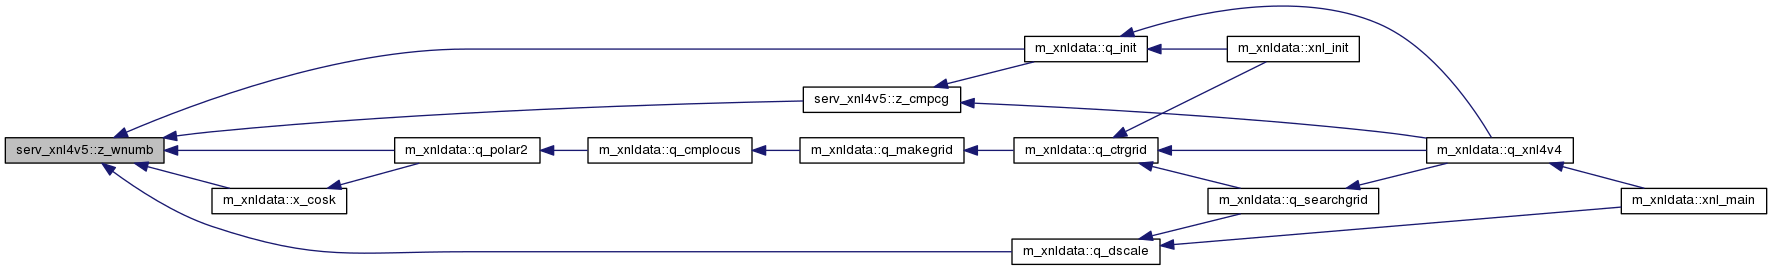 m_xnldata::q_init
m_xnldata::xnl_init
serv_xnl4v5::z_cmpcg
serv_xnl4v5::z_wnumb
m_xnldata::q_polar2
m_xnldata::q_cmplocus
m_xnldata::q_makegrid
m_xnldata::q_ctrgrid
m_xnldata::q_xnl4v4
m_xnldata::x_cosk
m_xnldata::q_searchgrid
m_xnldata::xnl_main
m_xnldata::q_dscale